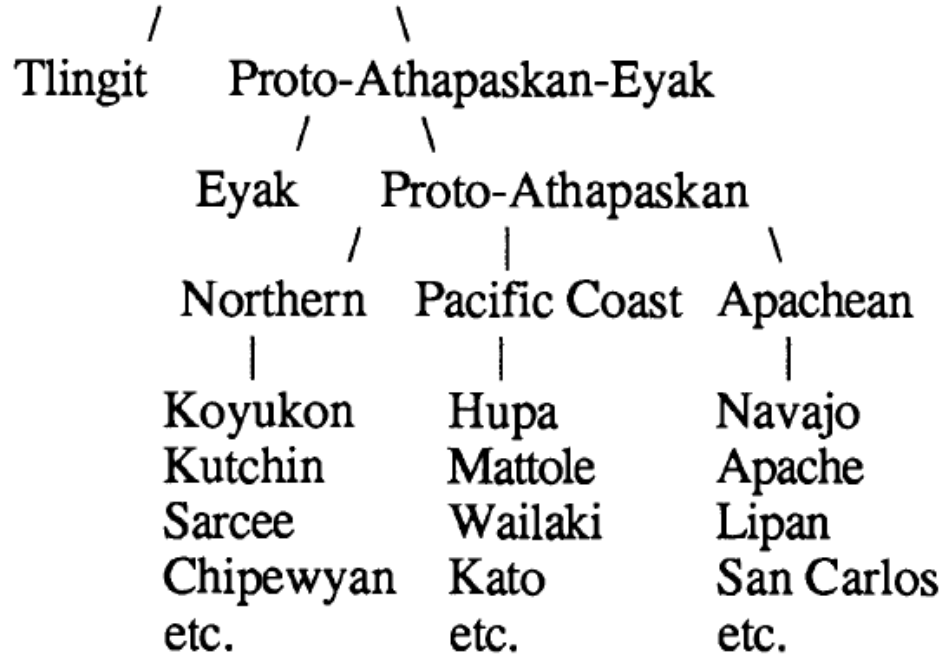 Tlingit Proto-Athapaskan-Eyak
Eyak Proto-Athapaskan
Northern Pacific Coast Apachean
Koyukon Hupa Navajo
Kutchin Mattole Apache
Sarcee Wailaki Lipan
Chipewyan Kato San Carlos
etc. etc. etc.